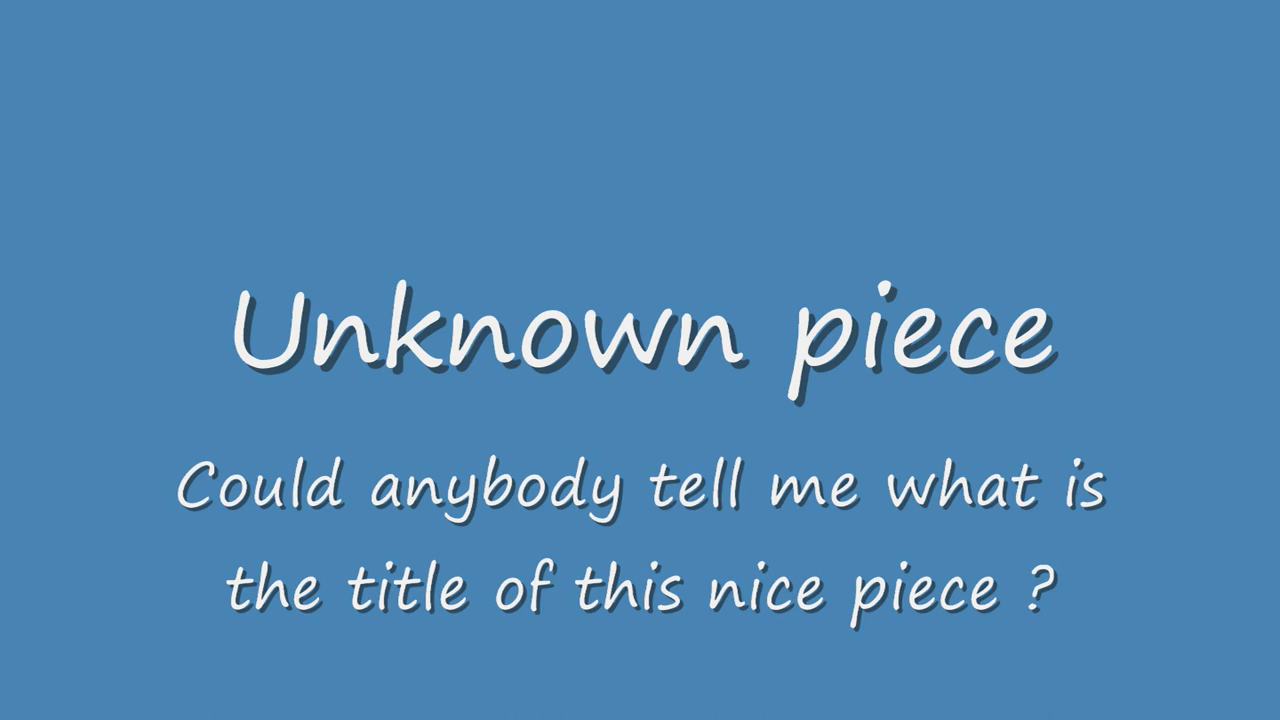 Unknown piece
Could anybody tell me what is
the title of this nice piece ?